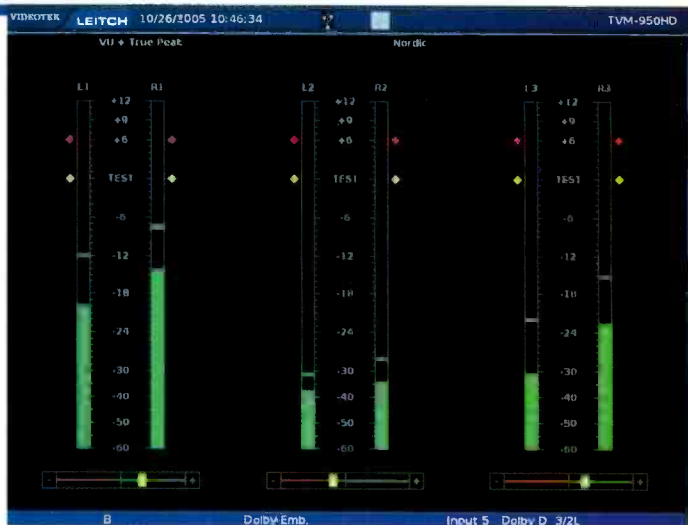 VIDEOTEK LEITCH 10/26/2005 10:46:34 TVM-950HD
VU + True Peak Nordic
L1 R1 L2 R2 L3 R3
+12 +12 +12
+9 +9 +9
+6 +6 +6
TEST TEST TEST
-6 -6 -6
-12 -12 -12
-18 -18 -18
-24 -24 -24
-30 -30 -30
-40 -40 -40
-50 -50 -50
-60 -60 -60
- + - + - +
B Dolby Emb. Input 5 Dolby D 3/2L